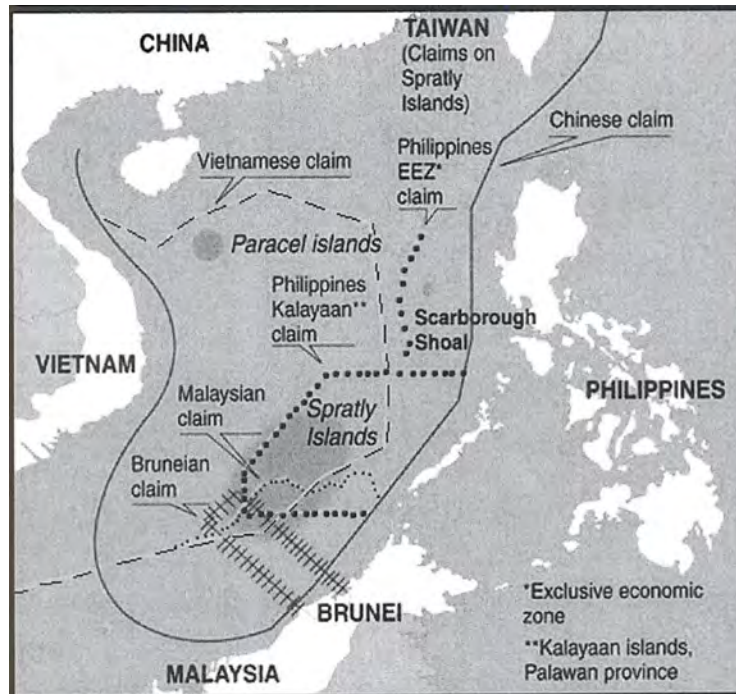 CHINA
TAIWAN
(Claims on
Spratly
Islands)
Chinese claim
Philippines
EEZ*
claim
Vietnamese claim
Paracel islands
Philippines
Kalayaan**
claim
Scarborough
Shoal
VIETNAM
PHILIPPINES
Malaysian
claim
Spratly
Islands
Bruneian
claim
*Exclusive economic
zone
BRUNEI
**Kalayaan islands,
Palawan province
MALAYSIA